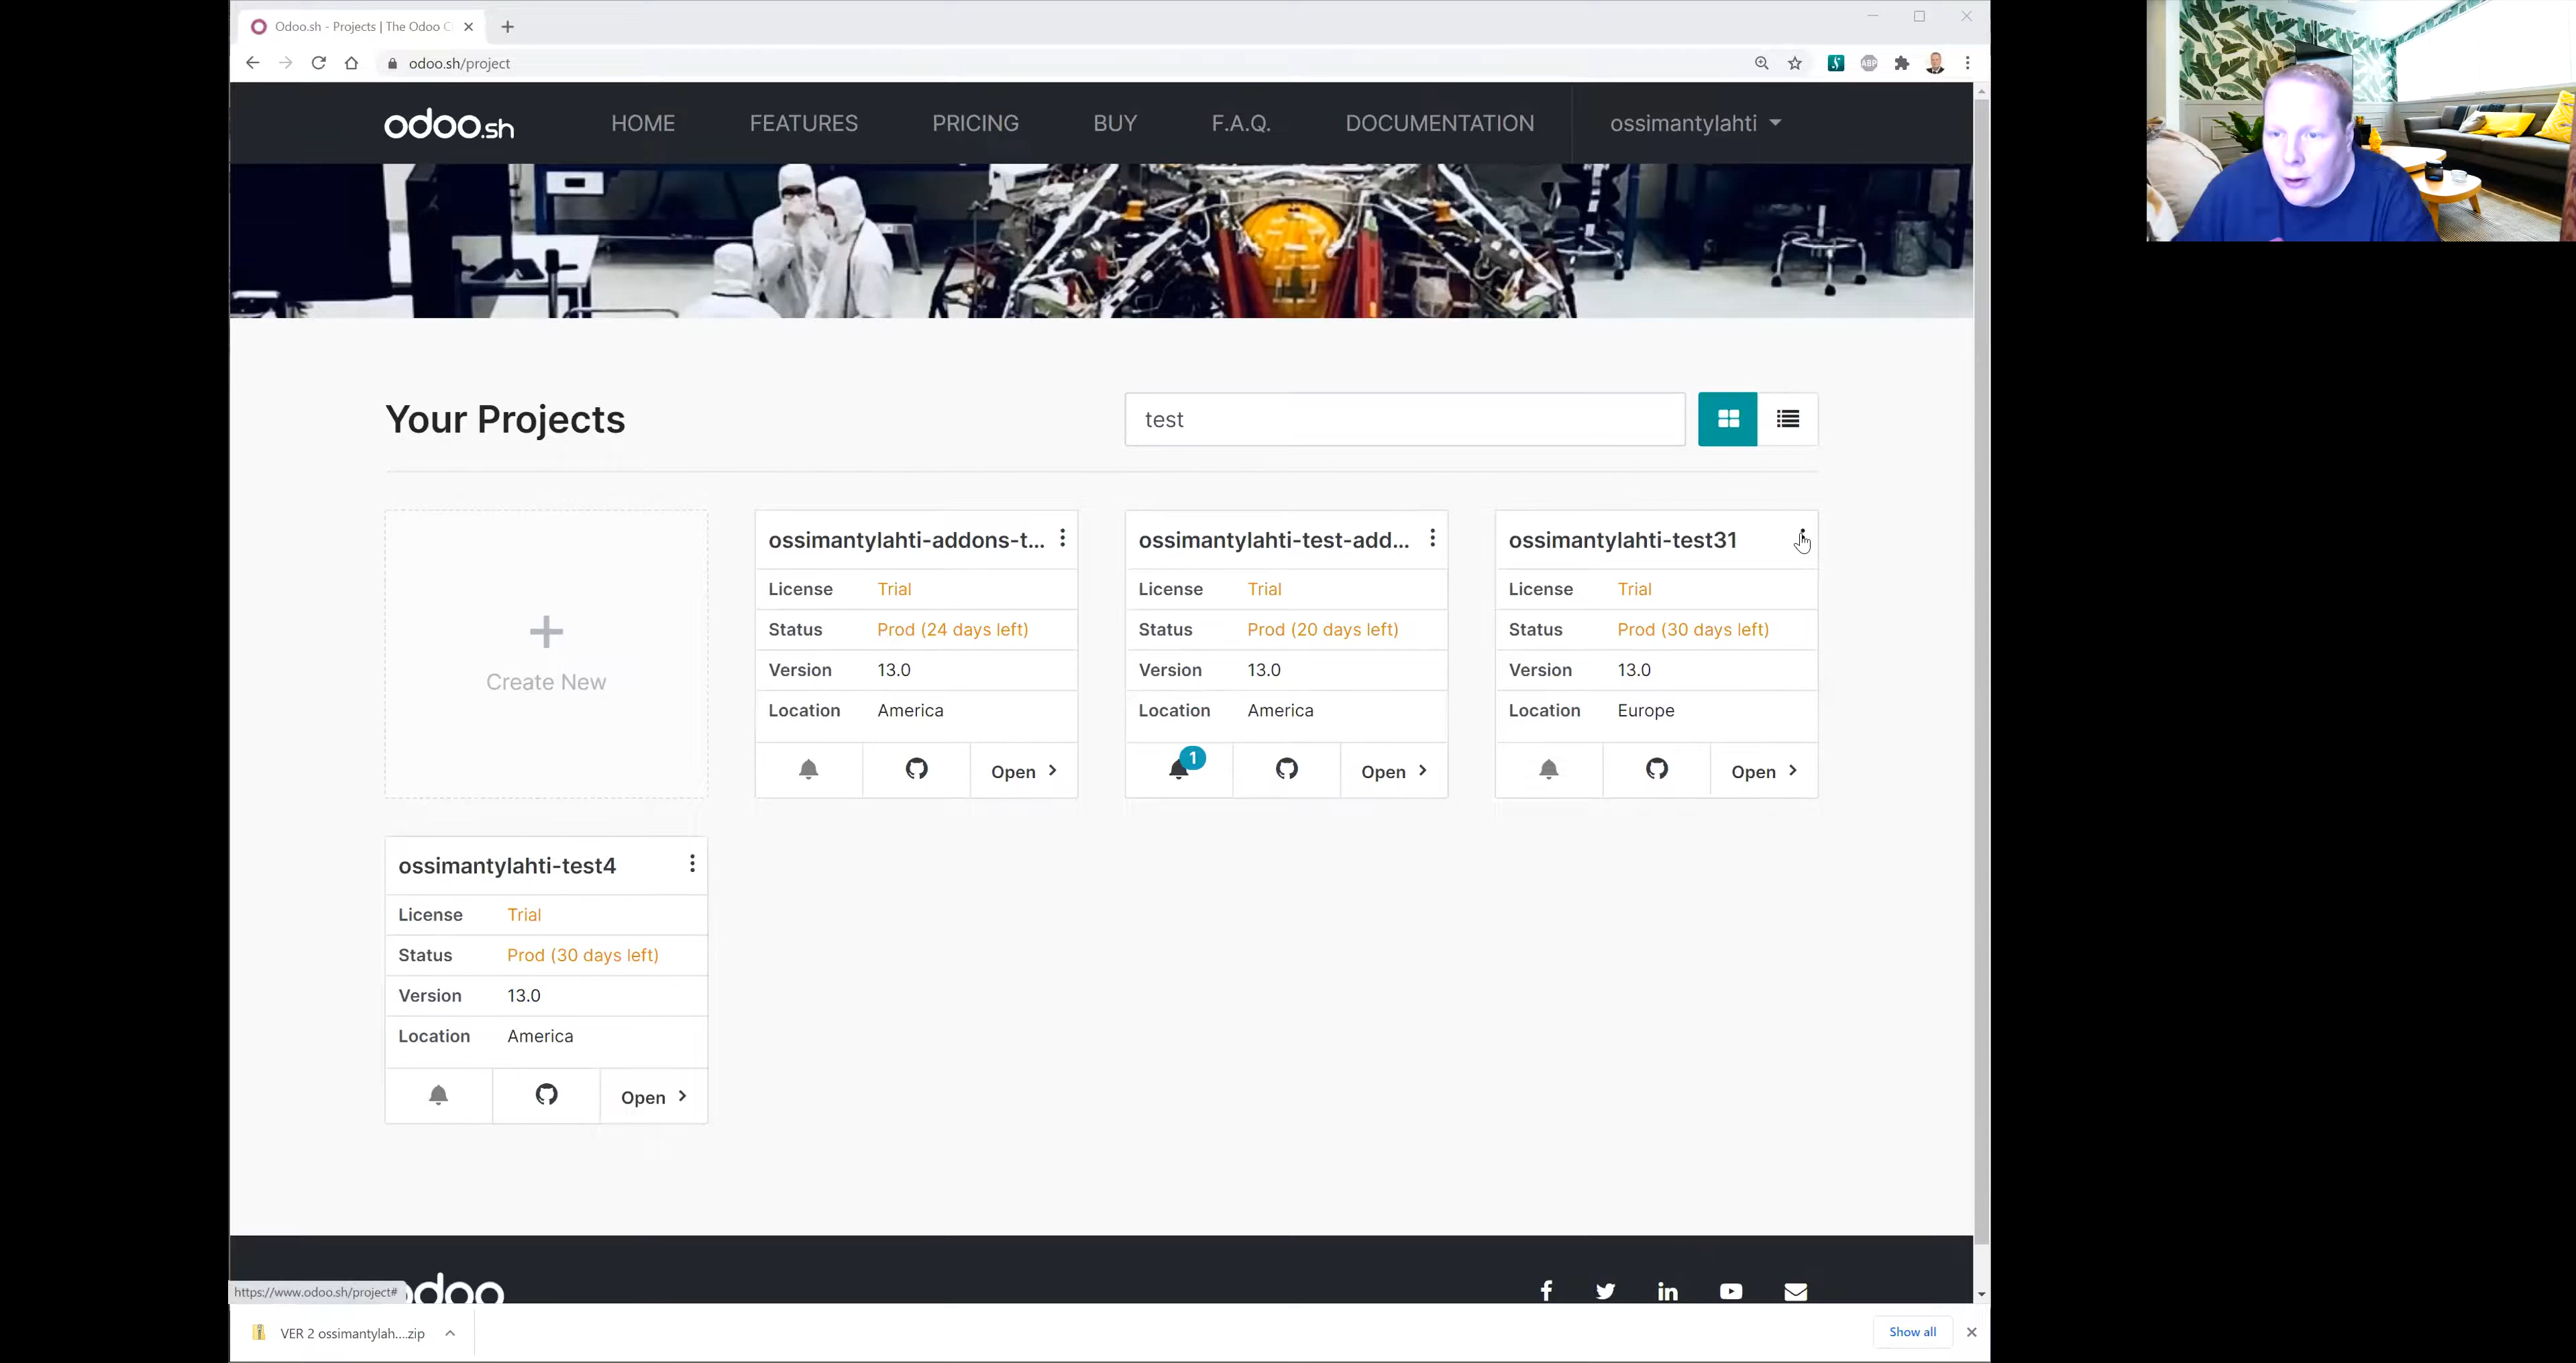 Odoo.sh - Projects | The Odoo C
odoo.sh/project
ABP
odoo.sh
HOME
FEATURES
PRICING
BUY
F.A.Q.
DOCUMENTATION
ossimantylahti
Your Projects
test
Create New
ossimantylahti-addons-t...
License Trial
Status Prod (24 days left)
Version 13.0
Location America
Open
ossimantylahti-test-add...
License Trial
Status Prod (20 days left)
Version 13.0
Location America
1
Open
ossimantylahti-test31
License Trial
Status Prod (30 days left)
Version 13.0
Location Europe
Open
ossimantylahti-test4
License Trial
Status Prod (30 days left)
Version 13.0
Location America
Open
odoo
https://www.odoo.sh/project#
VER 2 ossimantylah....zip
Show all